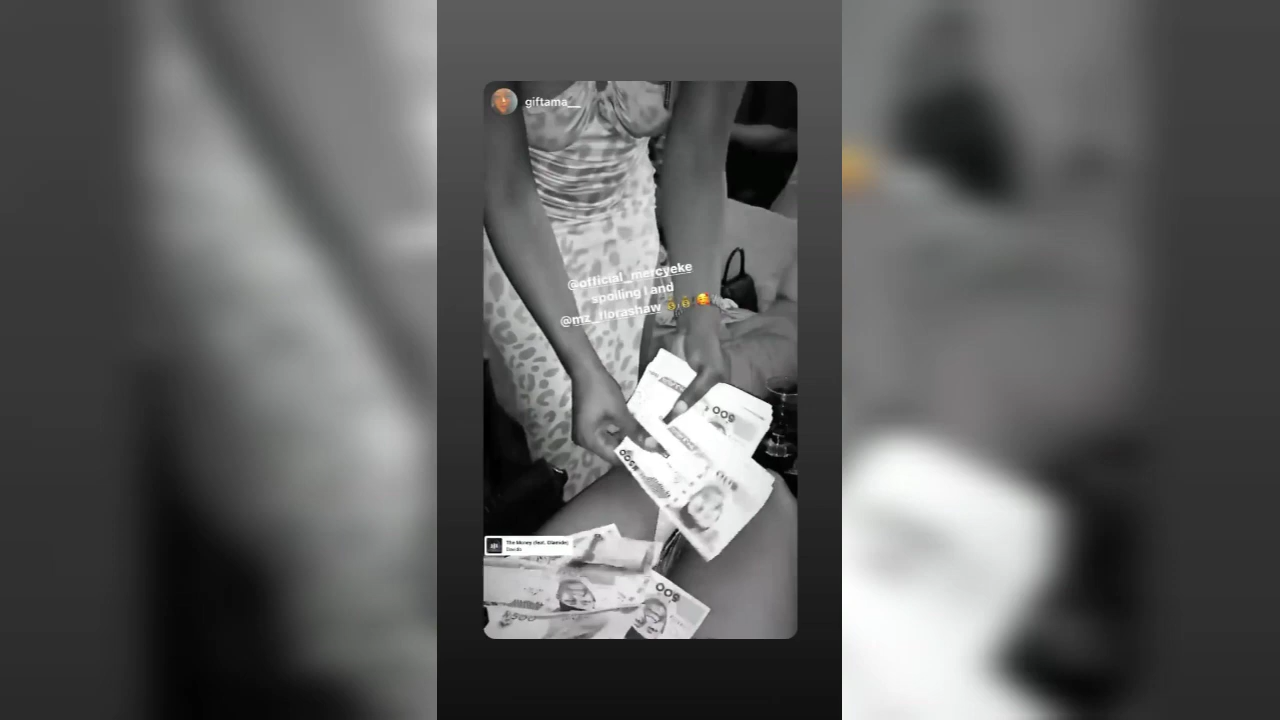 giftama__
@official_mercyeke
spoiling I and
@mz_florashaw
The Money (feat. Olamide)
Davido
500
500
500